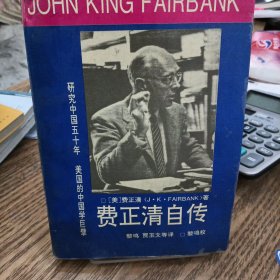 JOHN KING FAIRBANK
研究中国五十年 美国的中国学巨擘
□ [美]费正清 (J·K·FAIRBANK) 著
费正清自传
黎鸣 贾玉文等译 □ 黎鸣校